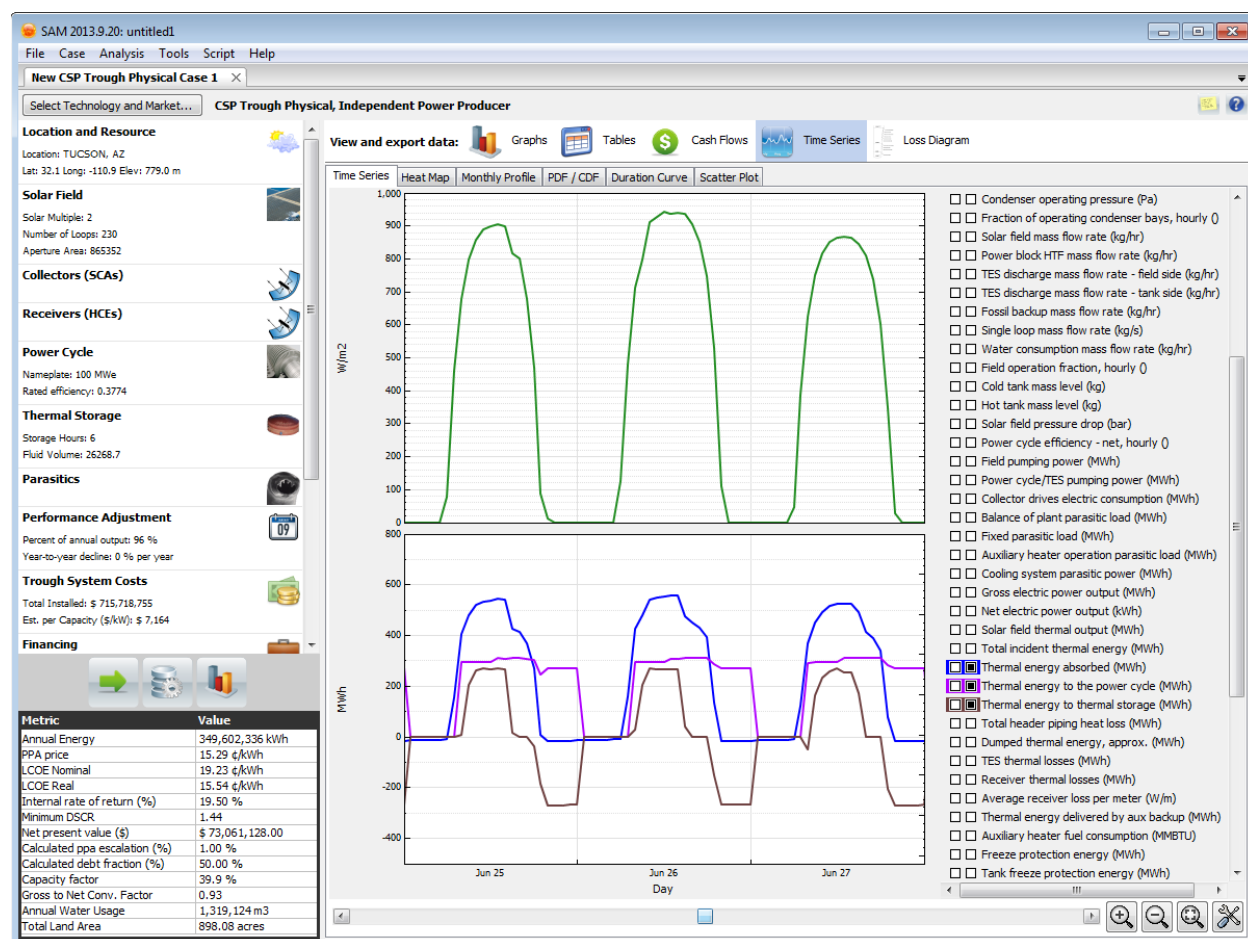 SAM 2013.9.20: untitled1
File Case Analysis Tools Script Help
New CSP Trough Physical Case 1
Select Technology and Market... CSP Trough Physical, Independent Power Producer
Location and Resource
Location: TUCSON, AZ
Lat: 32.1 Long: -110.9 Elev: 779.0 m
Solar Field
Solar Multiple: 2
Number of Loops: 230
Aperture Area: 865352
Collectors (SCAs)
Receivers (HCEs)
Power Cycle
Nameplate: 100 MWe
Rated efficiency: 0.3774
Thermal Storage
Storage Hours: 6
Fluid Volume: 26268.7
Parasitics
Performance Adjustment
Percent of annual output: 96 %
Year-to-year decline: 0 % per year
Trough System Costs
Total Installed: $ 715,718,755
Est. per Capacity ($/kW): $ 7,164
Financing
Metric Value
Annual Energy 349,602,336 kWh
PPA price 15.29 ¢/kWh
LCOE Nominal 19.23 ¢/kWh
LCOE Real 15.54 ¢/kWh
Internal rate of return (%) 19.50 %
Minimum DSCR 1.44
Net present value ($) $ 73,061,128.00
Calculated ppa escalation (%) 1.00 %
Calculated debt fraction (%) 50.00 %
Capacity factor 39.9 %
Gross to Net Conv. Factor 0.93
Annual Water Usage 1,319,124 m3
Total Land Area 898.08 acres
View and export data: Graphs Tables Cash Flows Time Series Loss Diagram
Time Series Heat Map Monthly Profile PDF / CDF Duration Curve Scatter Plot
1,000
900
800
700
600
500
400
300
200
100
0
W/m2
800
600
400
200
0
-200
-400
MWh
Jun 25 Jun 26 Jun 27
Day
Condenser operating pressure (Pa)
Fraction of operating condenser bays, hourly ()
Solar field mass flow rate (kg/hr)
Power block HTF mass flow rate (kg/hr)
TES discharge mass flow rate - field side (kg/hr)
TES discharge mass flow rate - tank side (kg/hr)
Fossil backup mass flow rate (kg/hr)
Single loop mass flow rate (kg/s)
Water consumption mass flow rate (kg/hr)
Field operation fraction, hourly ()
Cold tank mass level (kg)
Hot tank mass level (kg)
Solar field pressure drop (bar)
Power cycle efficiency - net, hourly ()
Field pumping power (MWh)
Power cycle/TES pumping power (MWh)
Collector drives electric consumption (MWh)
Balance of plant parasitic load (MWh)
Fixed parasitic load (MWh)
Auxiliary heater operation parasitic load (MWh)
Cooling system parasitic power (MWh)
Gross electric power output (MWh)
Net electric power output (kWh)
Solar field thermal output (MWh)
Total incident thermal energy (MWh)
Thermal energy absorbed (MWh)
Thermal energy to the power cycle (MWh)
Thermal energy to thermal storage (MWh)
Total header piping heat loss (MWh)
Dumped thermal energy, approx. (MWh)
TES thermal losses (MWh)
Receiver thermal losses (MWh)
Average receiver loss per meter (W/m)
Thermal energy delivered by aux backup (MWh)
Auxiliary heater fuel consumption (MMBTU)
Freeze protection energy (MWh)
Tank freeze protection energy (MWh)